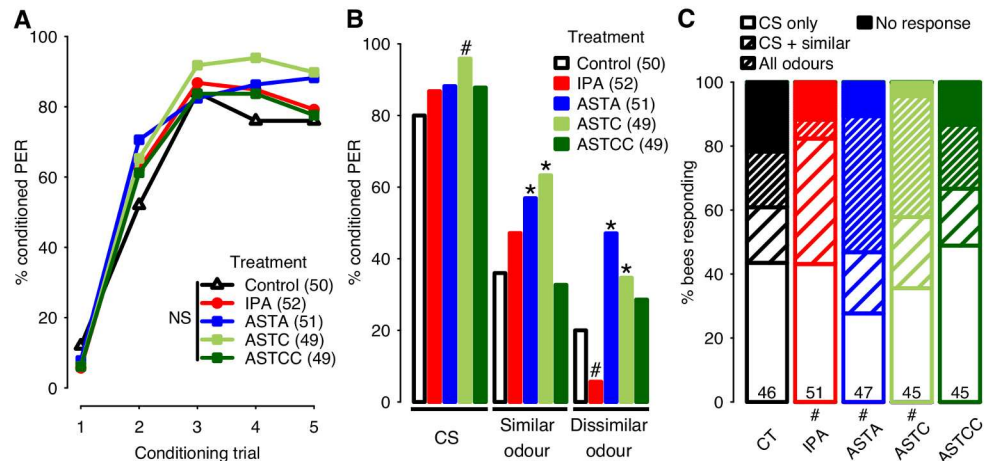 A
% conditioned PER
100
80
60
40
20
0
Treatment
NS
Control (50)
IPA (52)
ASTA (51)
ASTC (49)
ASTCC (49)
1 2 3 4 5
Conditioning trial
B
% conditioned PER
100
80
60
40
20
0
Treatment
Control (50)
IPA (52)
ASTA (51)
ASTC (49)
ASTCC (49)
#
* *
#
* *
CS
Similar odour
Dissimilar odour
C
CS only
No response
CS + similar
All odours
% bees responding
100
80
60
40
20
0
46 51 47 45 45
# # #
CT IPA ASTA ASTC ASTCC